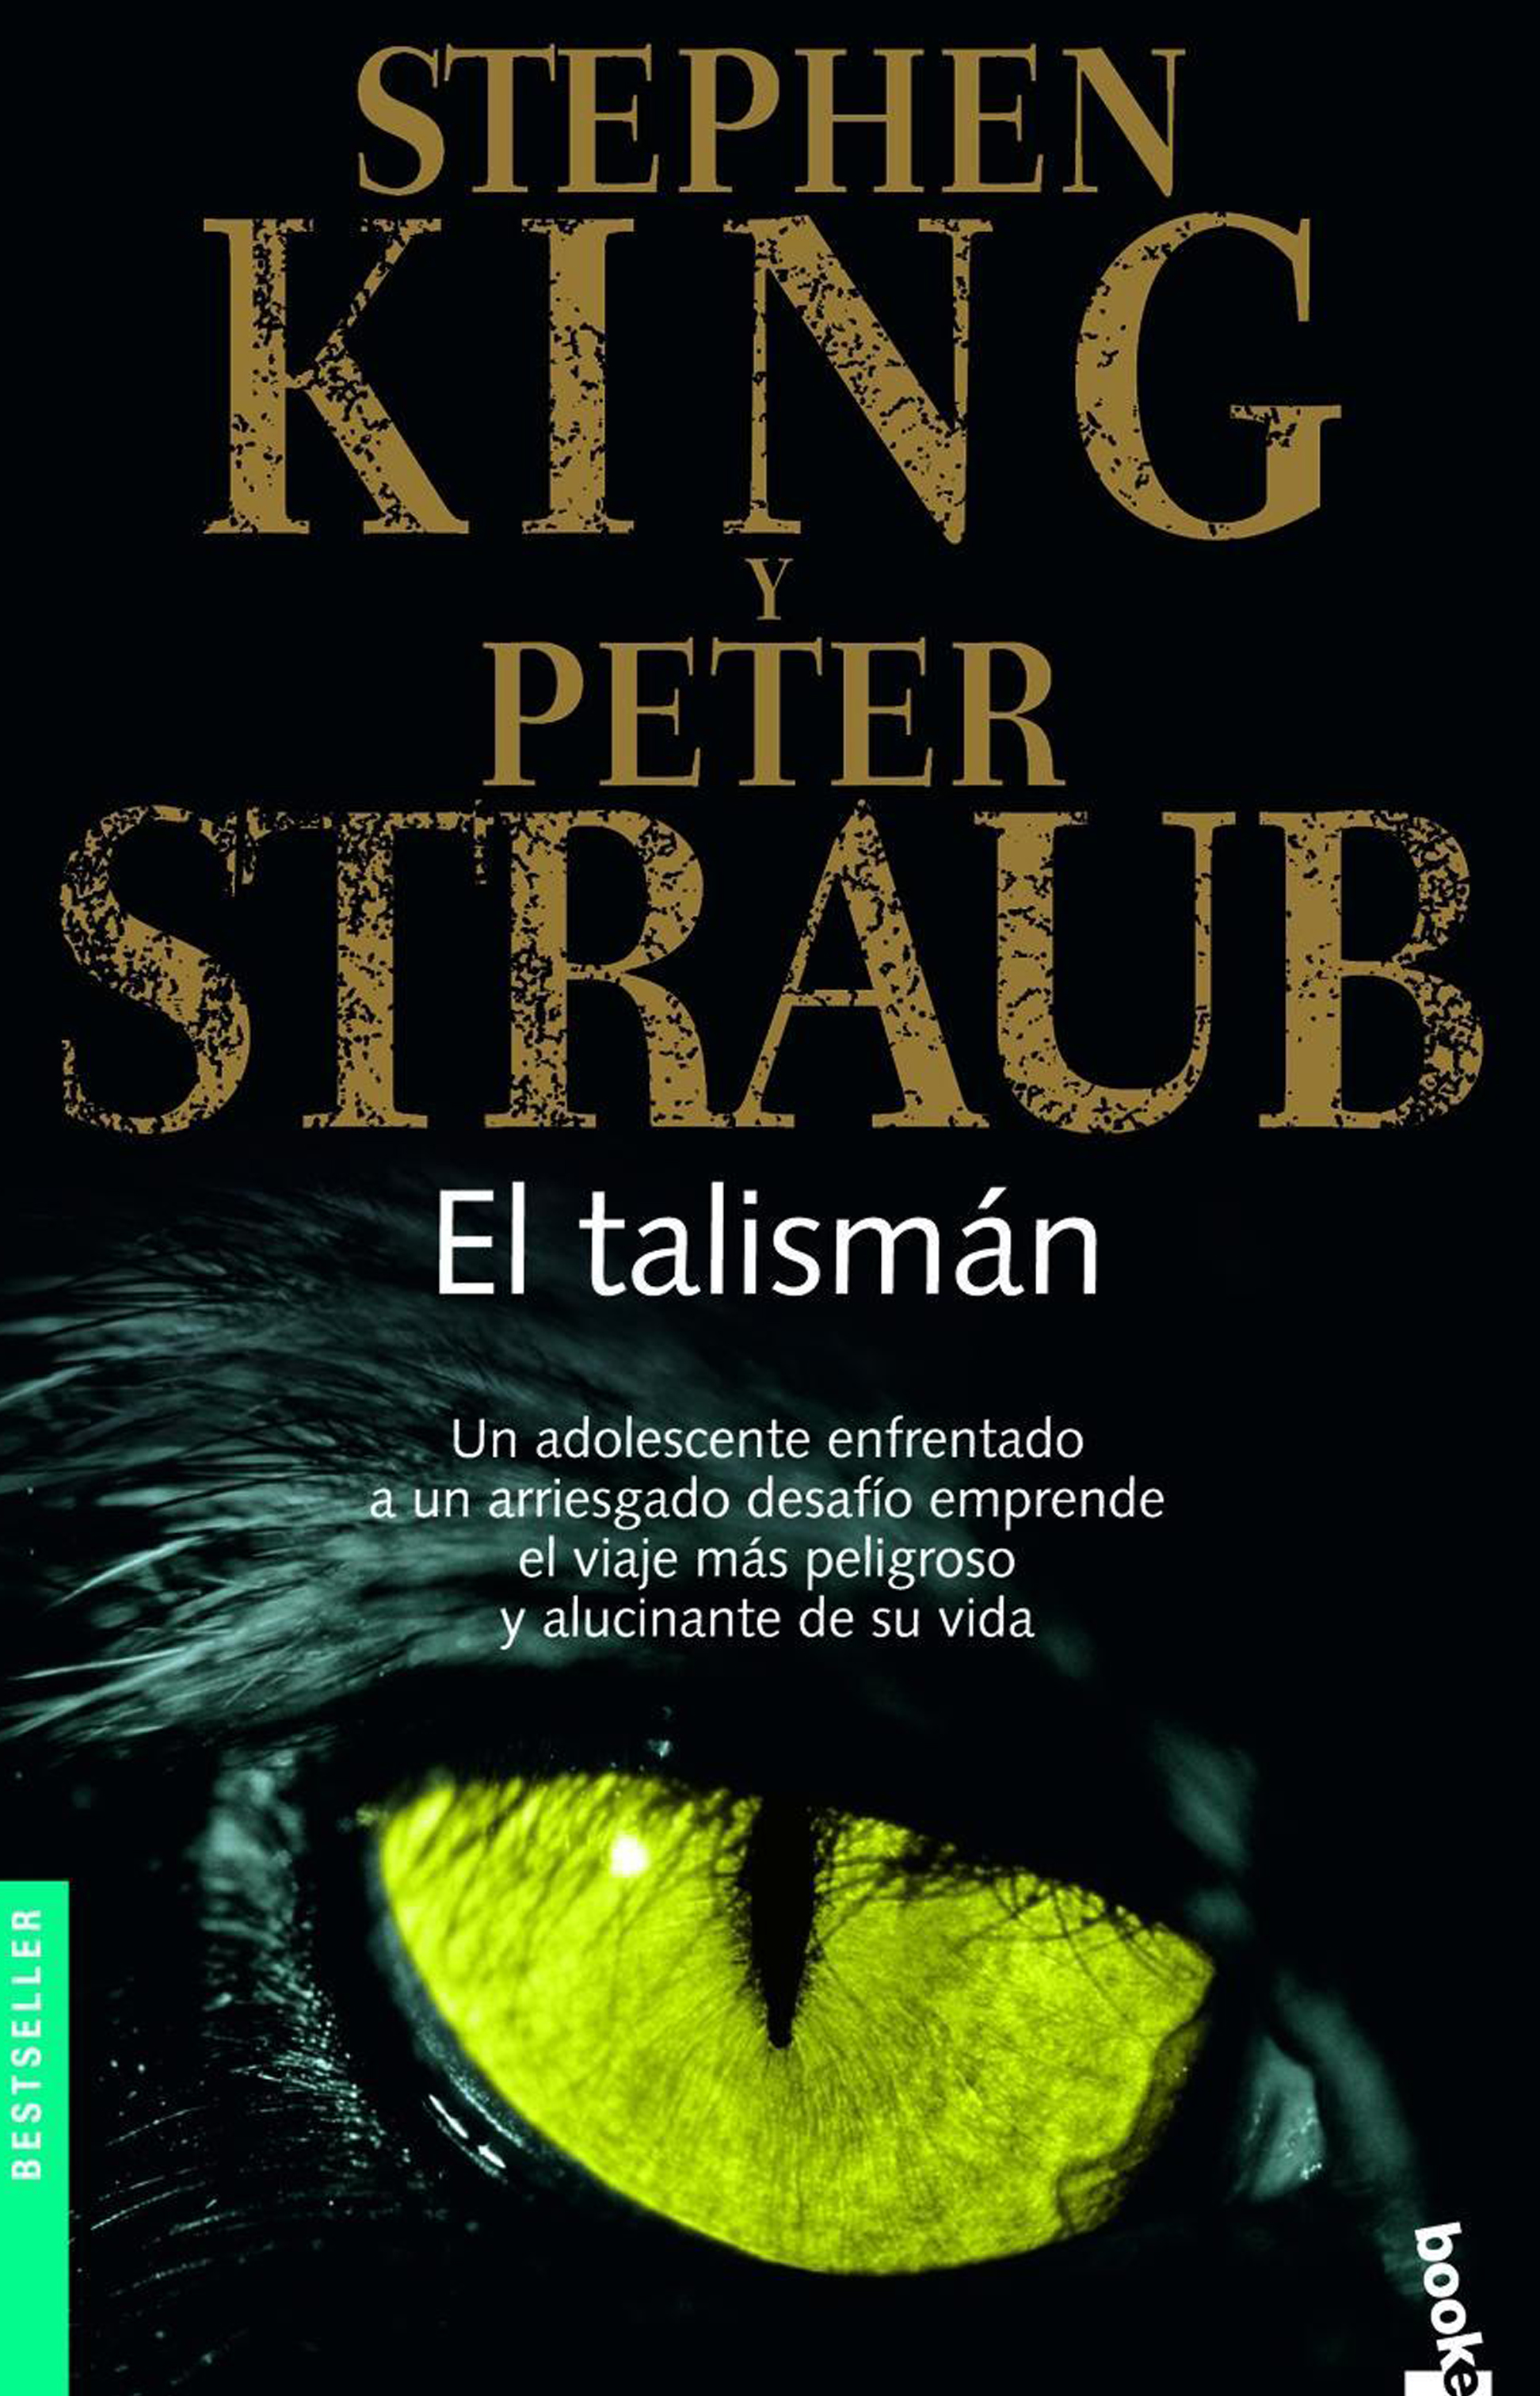 STEPHEN
KING
Y
PETER
STRAUB
El talismán
Un adolescente enfrentado
a un arriesgado desafío emprende
el viaje más peligroso
y alucinante de su vida
BESTSELLER
booke